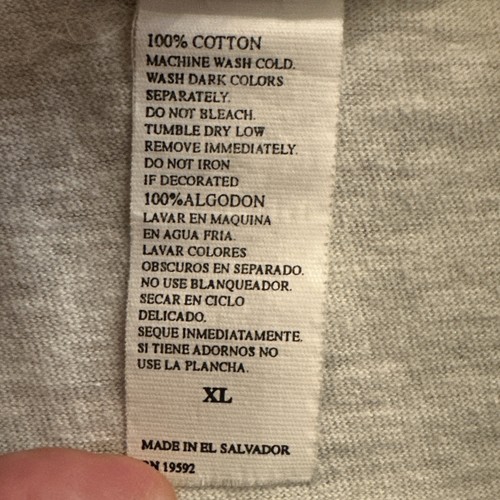 100% COTTON
MACHINE WASH COLD.
WASH DARK COLORS
SEPARATELY.
DO NOT BLEACH.
TUMBLE DRY LOW
REMOVE IMMEDIATELY.
DO NOT IRON
IF DECORATED
100%ALGODON
LAVAR EN MAQUINA
EN AGUA FRIA.
LAVAR COLORES
OBSCUROS EN SEPARADO.
NO USE BLANQUEADOR.
SECAR EN CICLO
DELICADO.
SEQUE INMEDIATAMENTE.
SI TIENE ADORNOS NO
USE LA PLANCHA.
XL
MADE IN EL SALVADOR
19592